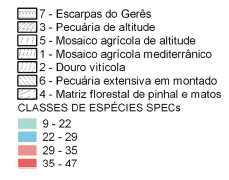 7 - Escarpas do Gerês
3 - Pecuária de altitude
5 - Mosaico agrícola de altitude
1 - Mosaico agrícola mediterrânico
2 - Douro vitícola
6 - Pecuária extensiva em montado
4 - Matriz florestal de pinhal e matos
CLASSES DE ESPÉCIES SPECs
9 - 22
22 - 29
29 - 35
35 - 47